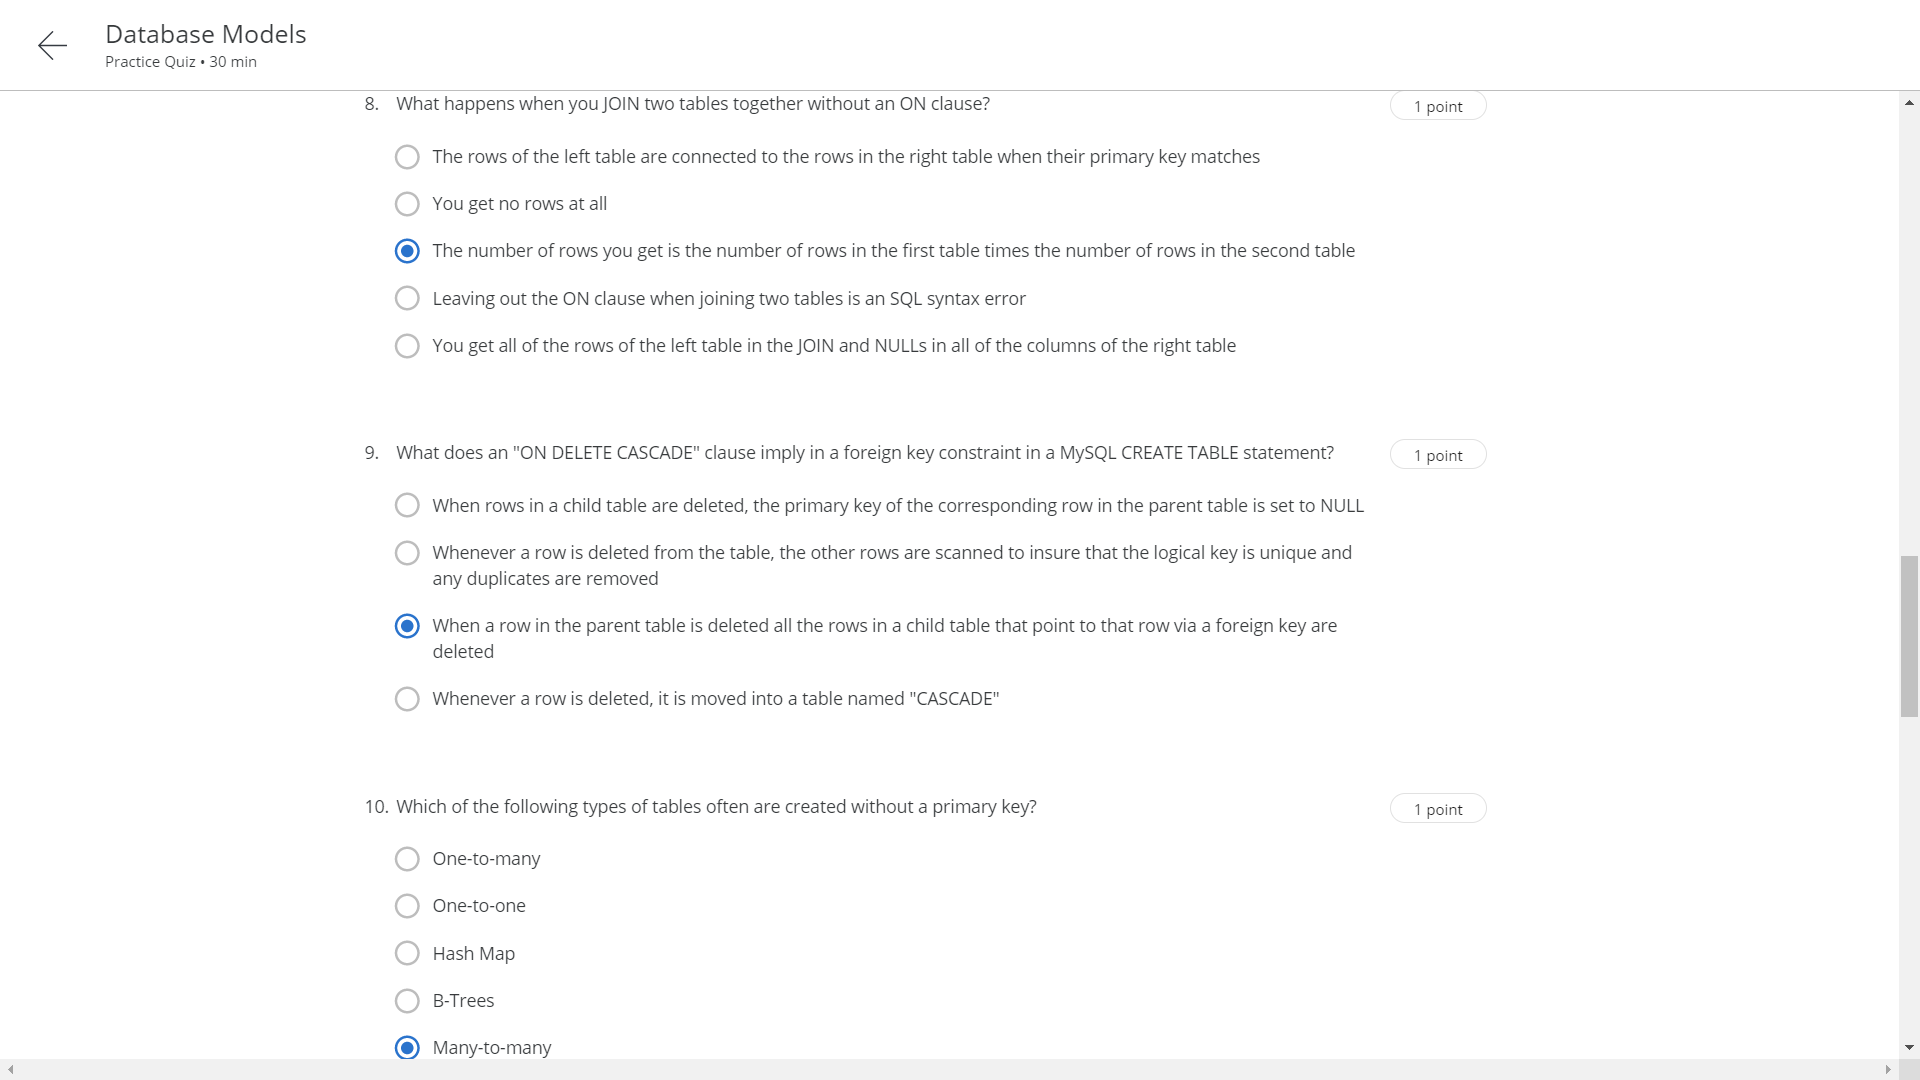 Database Models
Practice Quiz • 30 min
8. What happens when you JOIN two tables together without an ON clause?
1 point
The rows of the left table are connected to the rows in the right table when their primary key matches
You get no rows at all
The number of rows you get is the number of rows in the first table times the number of rows in the second table
Leaving out the ON clause when joining two tables is an SQL syntax error
You get all of the rows of the left table in the JOIN and NULLs in all of the columns of the right table
9. What does an "ON DELETE CASCADE" clause imply in a foreign key constraint in a MySQL CREATE TABLE statement?
1 point
When rows in a child table are deleted, the primary key of the corresponding row in the parent table is set to NULL
Whenever a row is deleted from the table, the other rows are scanned to insure that the logical key is unique and
any duplicates are removed
When a row in the parent table is deleted all the rows in a child table that point to that row via a foreign key are
deleted
Whenever a row is deleted, it is moved into a table named "CASCADE"
10. Which of the following types of tables often are created without a primary key?
1 point
One-to-many
One-to-one
Hash Map
B-Trees
Many-to-many